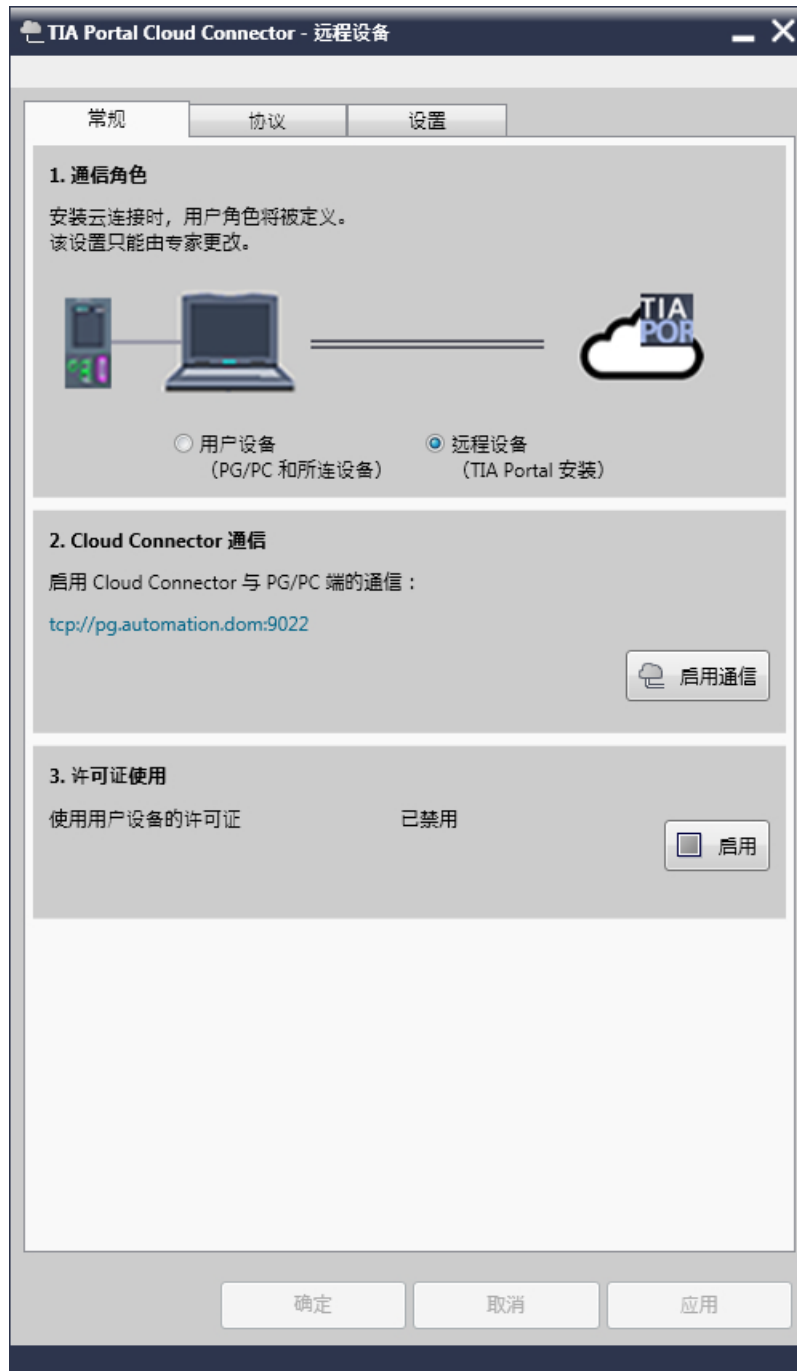 TIA Portal Cloud Connector - 远程设备
常规
协议
设置
1. 通信角色
安装云连接时，用户角色将被定义。
该设置只能由专家更改。
TIA
POR
用户设备
（PG/PC 和所连设备）
远程设备
（TIA Portal 安装）
2. Cloud Connector 通信
启用 Cloud Connector 与 PG/PC 端的通信：
tcp://pg.automation.dom:9022
启用通信
3. 许可证使用
使用用户设备的许可证
已禁用
启用
确定
取消
应用